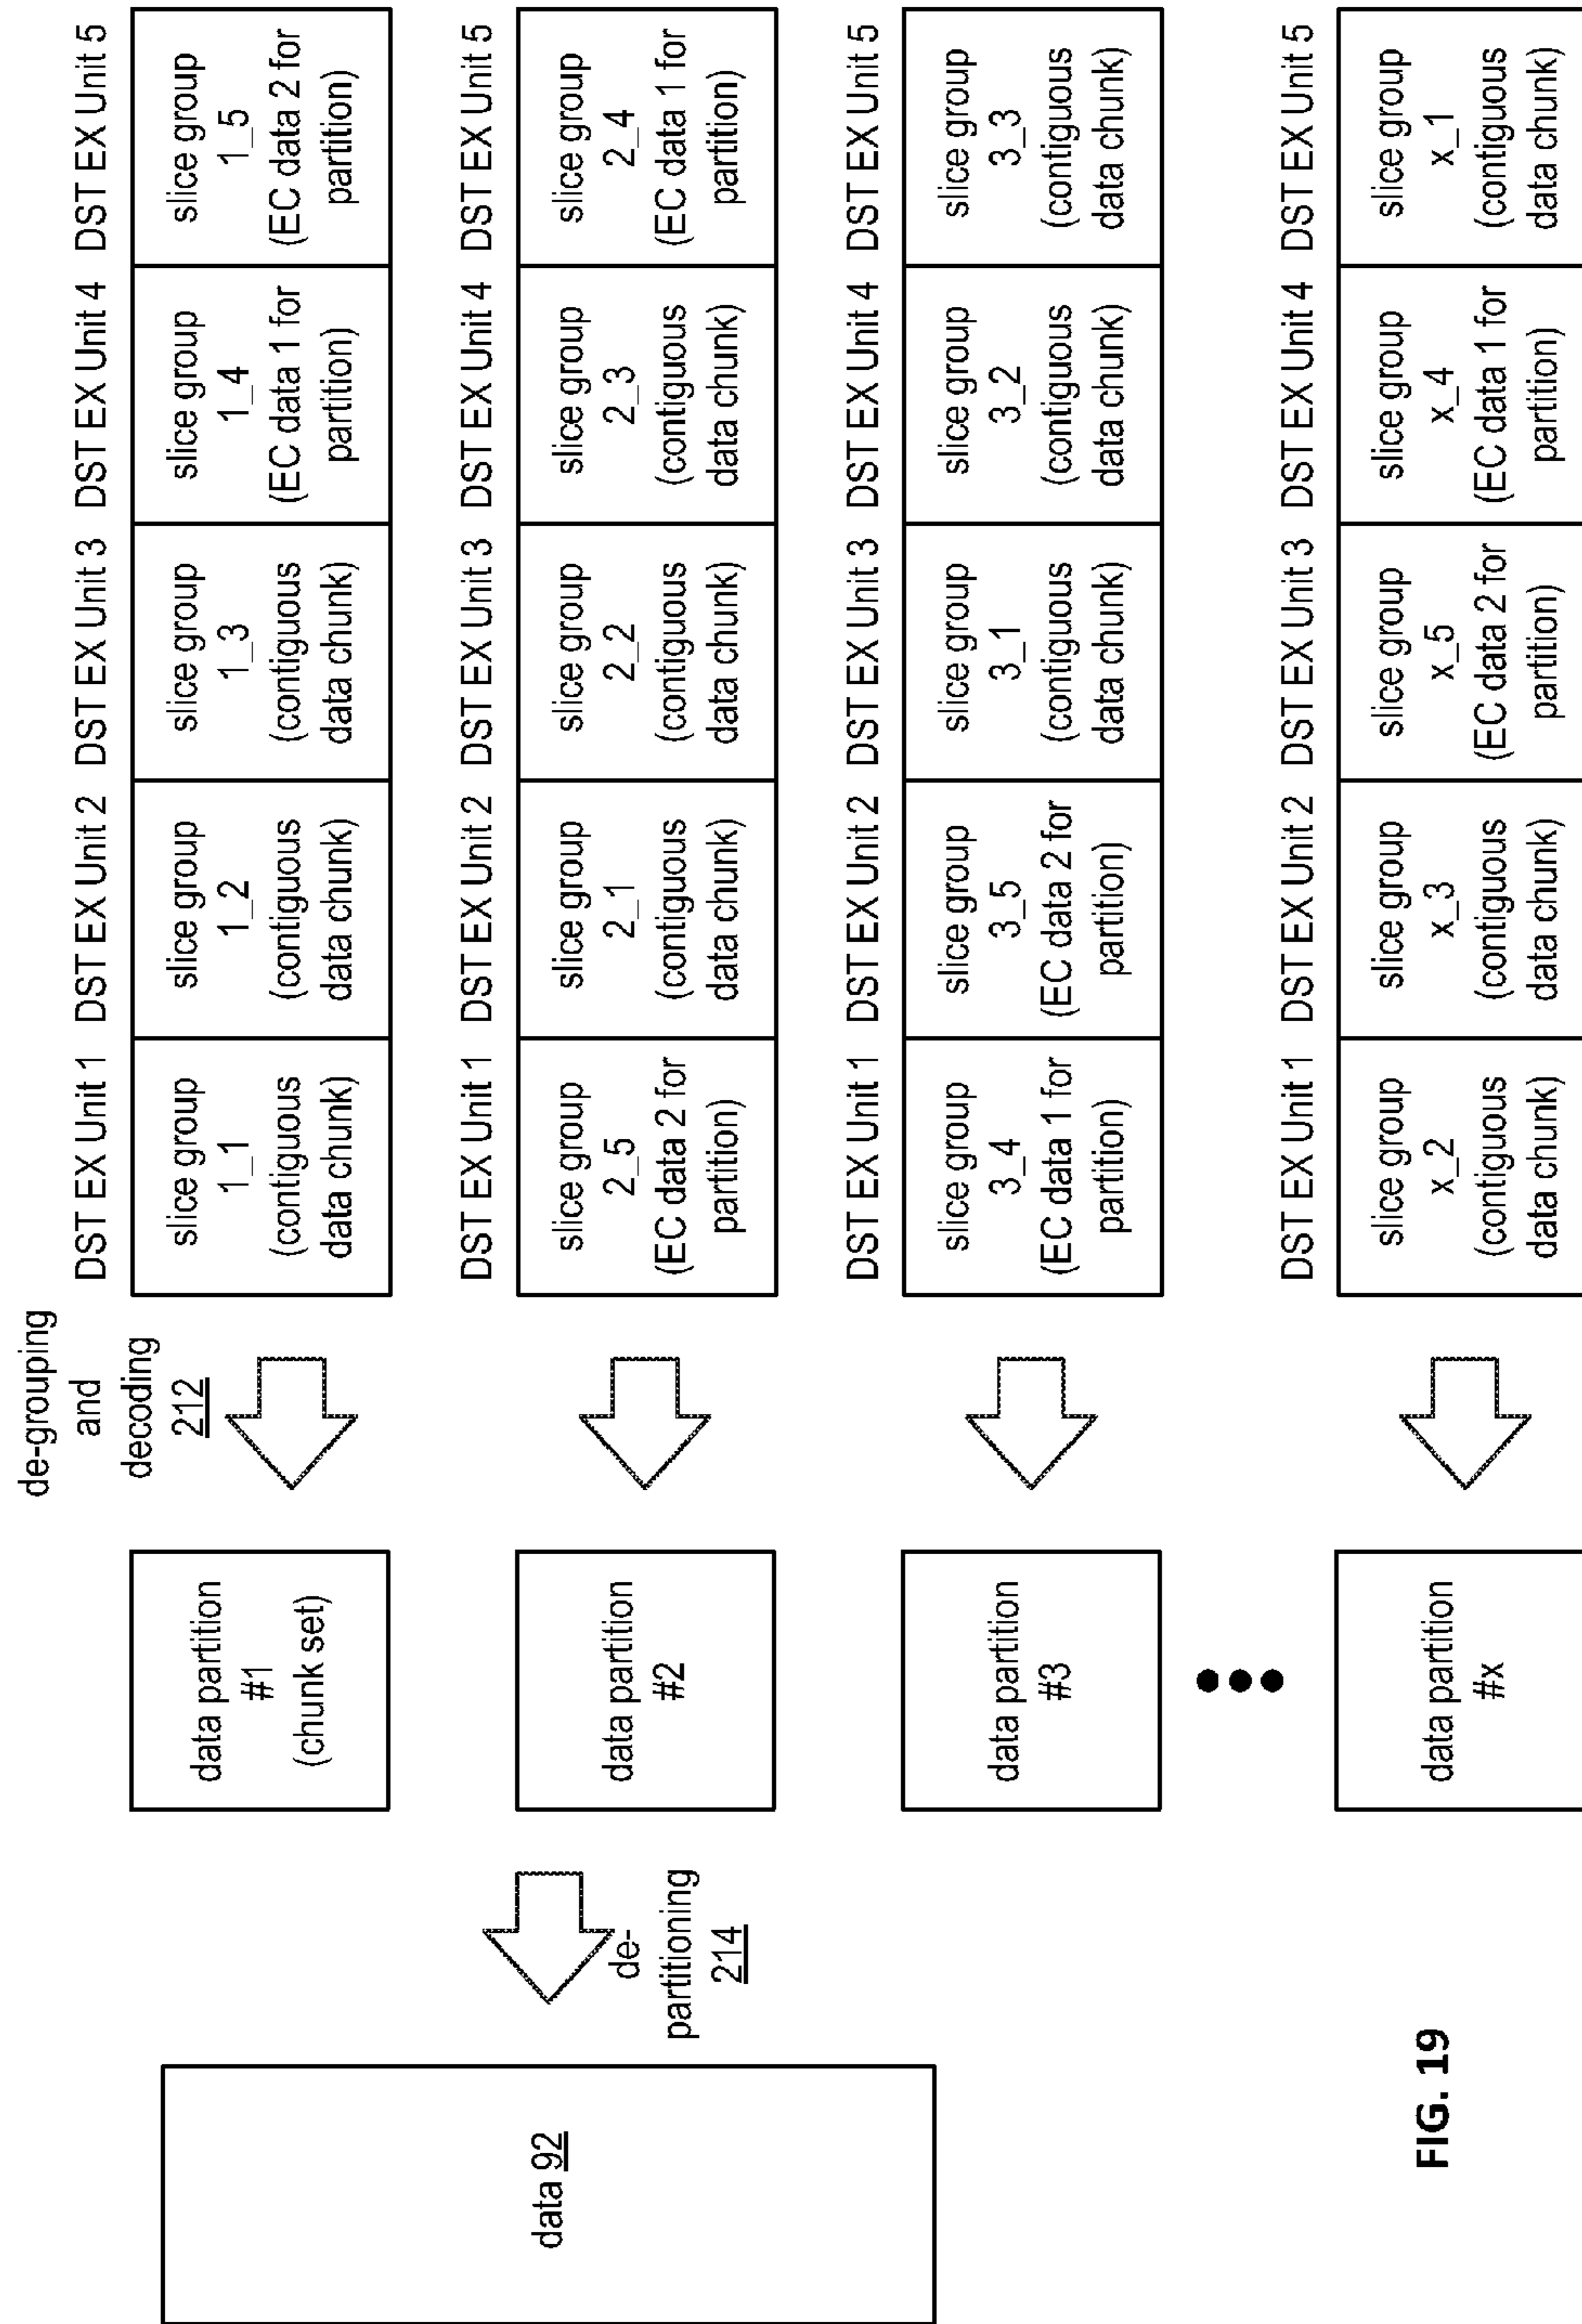 de-grouping
and
decoding
212
DST EX Unit 1 DST EX Unit 2 DST EX Unit 3 DST EX Unit 4 DST EX Unit 5
data 92
de-
partitioning
214
data partition
#1
(chunk set)
slice group
1_1
(contiguous
data chunk)
slice group
1_2
(contiguous
data chunk)
slice group
1_3
(contiguous
data chunk)
slice group
1_4
(EC data 1 for
partition)
slice group
1_5
(EC data 2 for
partition)
DST EX Unit 1 DST EX Unit 2 DST EX Unit 3 DST EX Unit 4 DST EX Unit 5
data partition
#2
slice group
2_5
(EC data 2 for
partition)
slice group
2_1
(contiguous
data chunk)
slice group
2_2
(contiguous
data chunk)
slice group
2_3
(contiguous
data chunk)
slice group
2_4
(EC data 1 for
partition)
DST EX Unit 1 DST EX Unit 2 DST EX Unit 3 DST EX Unit 4 DST EX Unit 5
data partition
#3
slice group
3_4
(EC data 1 for
partition)
slice group
3_5
(EC data 2 for
partition)
slice group
3_1
(contiguous
data chunk)
slice group
3_2
(contiguous
data chunk)
slice group
3_3
(contiguous
data chunk)
DST EX Unit 1 DST EX Unit 2 DST EX Unit 3 DST EX Unit 4 DST EX Unit 5
data partition
#x
slice group
x_2
(contiguous
data chunk)
slice group
x_3
(contiguous
data chunk)
slice group
x_5
(EC data 2 for
partition)
slice group
x_4
(EC data 1 for
partition)
slice group
x_1
(contiguous
data chunk)
FIG. 19